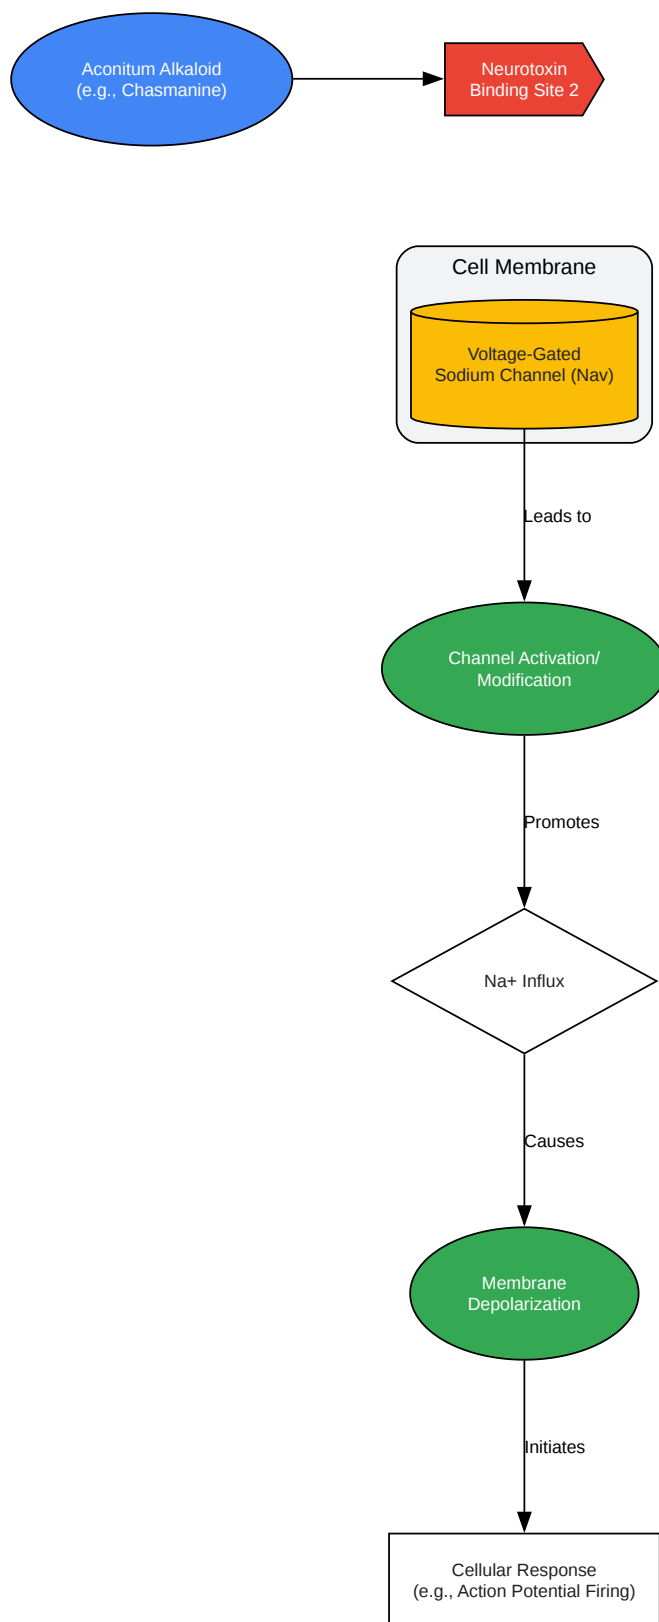 Aconitum Alkaloid
(e.g., Chasmanine)
Neurotoxin
Binding Site 2
Cell Membrane
Voltage-Gated
Sodium Channel (Nav)
Leads to
Channel Activation/
Modification
Promotes
Na+ Influx
Causes
Membrane
Depolarization
Initiates
Cellular Response
(e.g., Action Potential Firing)